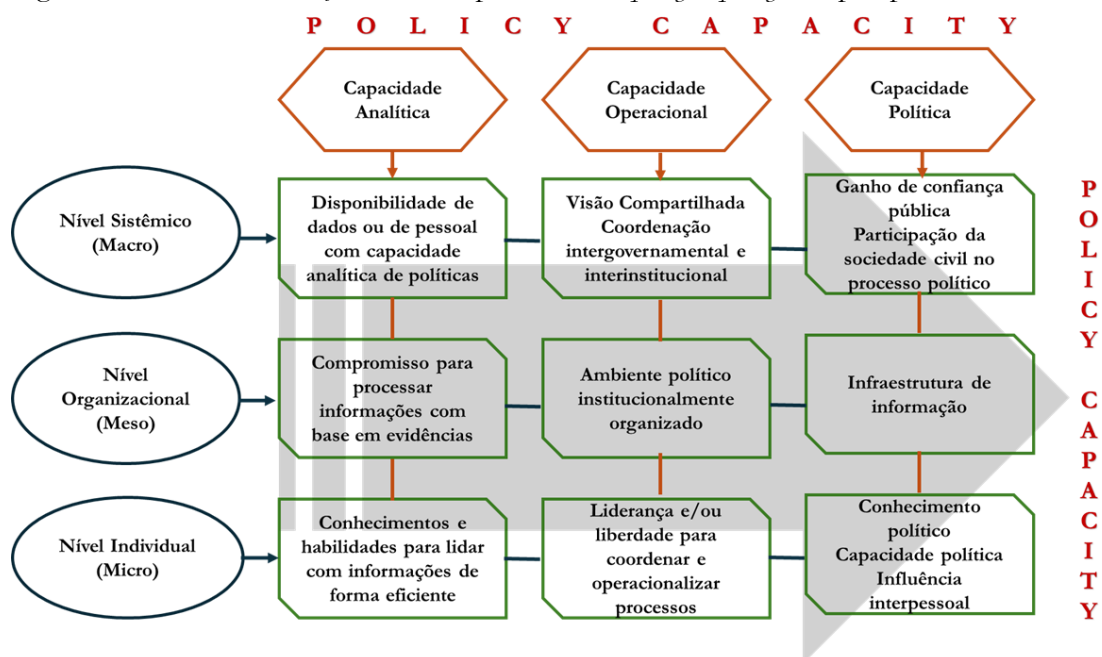 P O L I C Y C A P A C I T Y
Capacidade
Analítica
Capacidade
Operacional
Capacidade
Política
Nível Sistêmico
(Macro)
Disponibilidade de
dados ou de pessoal
com capacidade
analítica de políticas
Visão Compartilhada
Coordenação
intergovernamental e
interinstitucional
Ganho de confiança
pública
Participação da
sociedade civil no
processo político
Nível
Organizacional
(Meso)
Compromisso para
processar
informações com
base em evidências
Ambiente político
institucionalmente
organizado
Infraestrutura de
informação
Nível Individual
(Micro)
Conhecimentos e
habilidades para lidar
com informações de
forma eficiente
Liderança e/ou
liberdade para
coordenar e
operacionalizar
processos
Conhecimento
político
Capacidade política
Influência
interpessoal
P
O
L
I
C
Y
C
A
P
A
C
I
T
Y